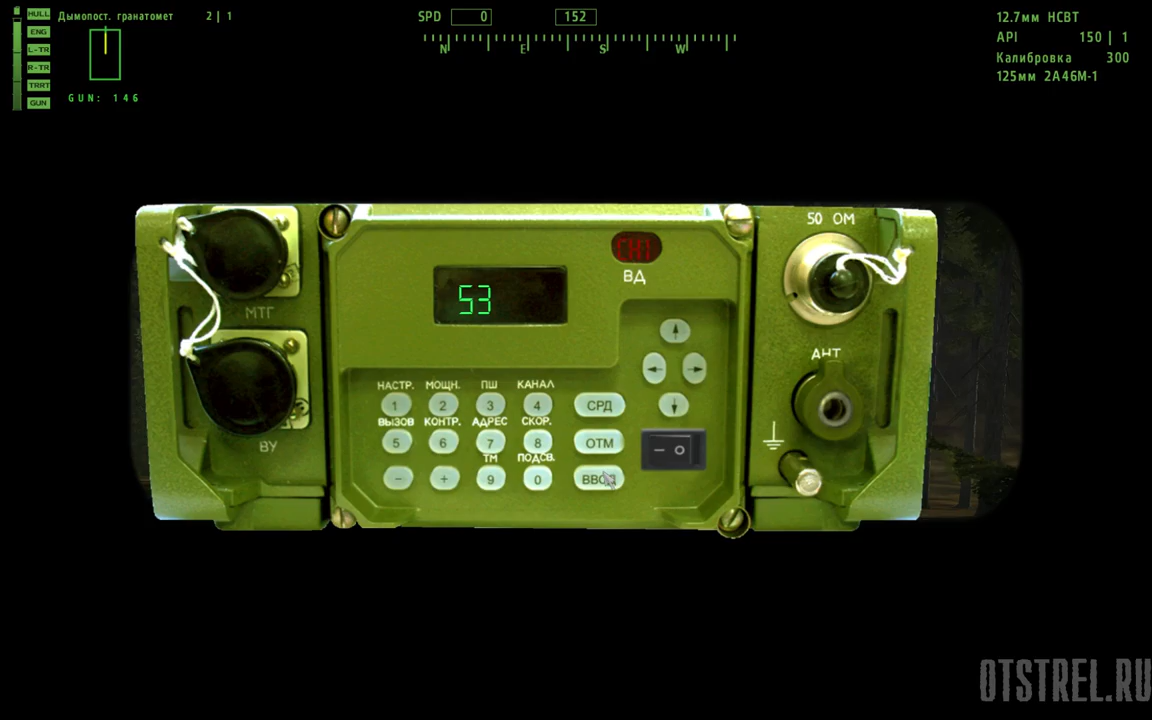 HULL
ENG
L-TR
R-TR
TRRT
GUN
Дымопост. гранатомет 2 | 1
GUN: 146
SPD 0 152
N E S W
12.7мм НСВТ
API 150 | 1
Калибровка 300
125мм 2А46М-1
CH1
ВД
53
МТГ
ВУ
50 ОМ
АНТ
НАСТР. МОЩН. ПШ КАНАЛ
1 2 3 4 СРД
ВЫЗОВ КОНТР. АДРЕС СКОР.
5 6 7 8 ОТМ
ТМ ПОДСВ.
- + 9 0 ВВОД
OTSTREL.RU